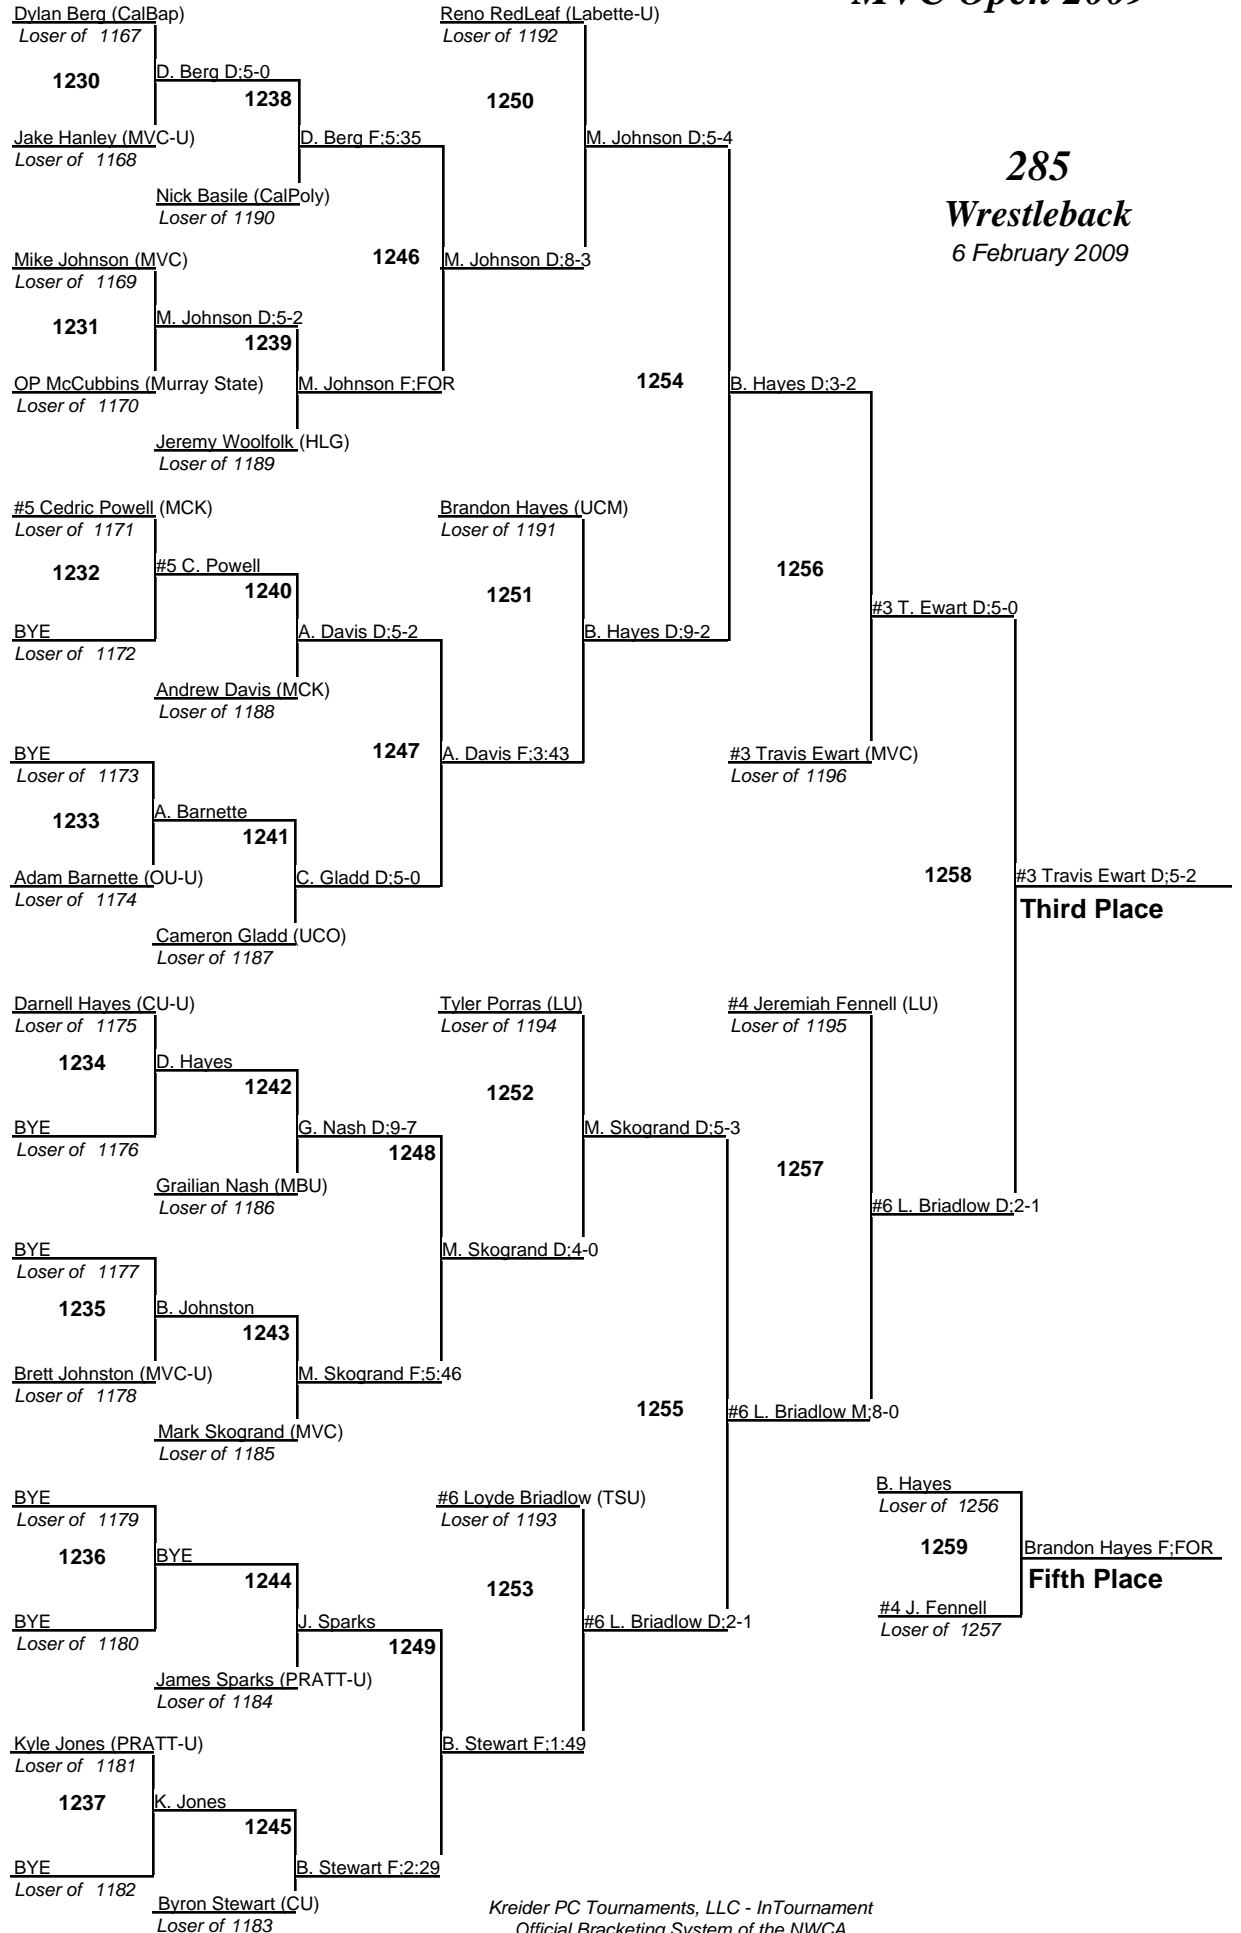 MVC Open 2009
285
Wrestleback
6 February 2009
Dylan Berg (CalBap)
Loser of 1167
1230
D. Berg D;5-0
1238
Jake Hanley (MVC-U)
Loser of 1168
D. Berg F;5:35
Nick Basile (CalPoly)
Loser of 1190
1246
M. Johnson D;8-3
Mike Johnson (MVC)
Loser of 1169
1231
M. Johnson D;5-2
1239
OP McCubbins (Murray State)
Loser of 1170
M. Johnson F;FOR
Jeremy Woolfolk (HLG)
Loser of 1189
Reno RedLeaf (Labette-U)
Loser of 1192
1250
M. Johnson D;5-4
1254
B. Hayes D;3-2
#5 Cedric Powell (MCK)
Loser of 1171
1232
#5 C. Powell
1240
BYE
Loser of 1172
A. Davis D;5-2
Andrew Davis (MCK)
Loser of 1188
1247
A. Davis F;3:43
BYE
Loser of 1173
1233
A. Barnette
1241
Adam Barnette (OU-U)
Loser of 1174
C. Gladd D;5-0
Cameron Gladd (UCO)
Loser of 1187
Brandon Hayes (UCM)
Loser of 1191
1251
B. Hayes D;9-2
1256
#3 T. Ewart D;5-0
#3 Travis Ewart (MVC)
Loser of 1196
1258
#3 Travis Ewart D;5-2
Third Place
Darnell Hayes (CU-U)
Loser of 1175
1234
D. Hayes
1242
BYE
Loser of 1176
G. Nash D;9-7
1248
Grailian Nash (MBU)
Loser of 1186
M. Skogrand D;4-0
BYE
Loser of 1177
1235
B. Johnston
1243
Brett Johnston (MVC-U)
Loser of 1178
M. Skogrand F;5:46
Mark Skogrand (MVC)
Loser of 1185
Tyler Porras (LU)
Loser of 1194
1252
M. Skogrand D;5-3
1255
#6 L. Briadlow M;8-0
#4 Jeremiah Fennell (LU)
Loser of 1195
1257
#6 L. Briadlow D;2-1
BYE
Loser of 1179
1236
BYE
1244
BYE
Loser of 1180
J. Sparks
1249
James Sparks (PRATT-U)
Loser of 1184
B. Stewart F;1:49
Kyle Jones (PRATT-U)
Loser of 1181
1237
K. Jones
1245
BYE
Loser of 1182
B. Stewart F;2:29
Byron Stewart (CU)
Loser of 1183
#6 Loyde Briadlow (TSU)
Loser of 1193
1253
#6 L. Briadlow D;2-1
B. Hayes
Loser of 1256
1259
Brandon Hayes F;FOR
Fifth Place
#4 J. Fennell
Loser of 1257
Kreider PC Tournaments, LLC - InTournament
Official Bracketing System of the NWCA